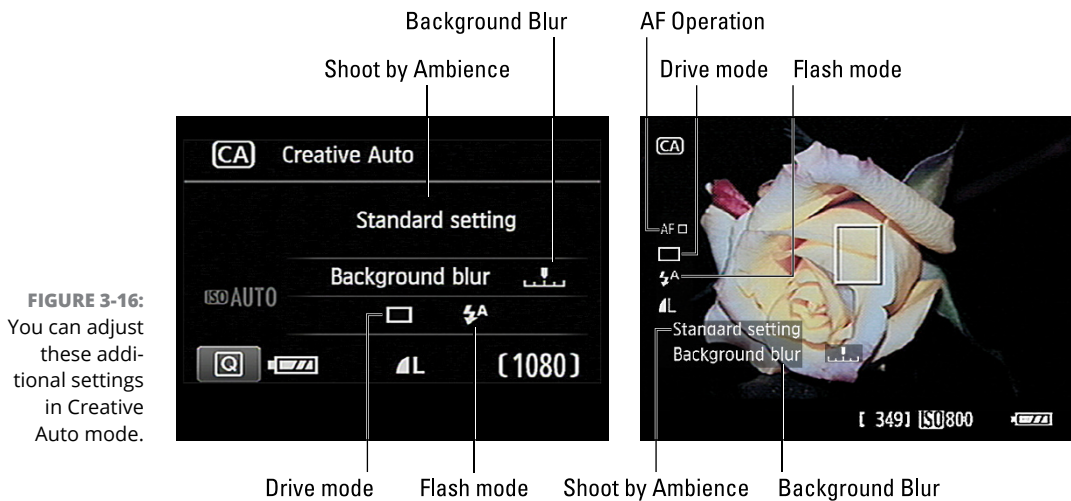 Background Blur
AF Operation
Shoot by Ambience
Drive mode
Flash mode
CA Creative Auto
Standard setting
Background blur
ISO AUTO
A
Q
L
[1080]
CA
AF
A
L
Standard setting
Background blur
[ 349] ISO 800
FIGURE 3-16:
You can adjust
these addi-
tional settings
in Creative
Auto mode.
Drive mode
Flash mode
Shoot by Ambience
Background Blur